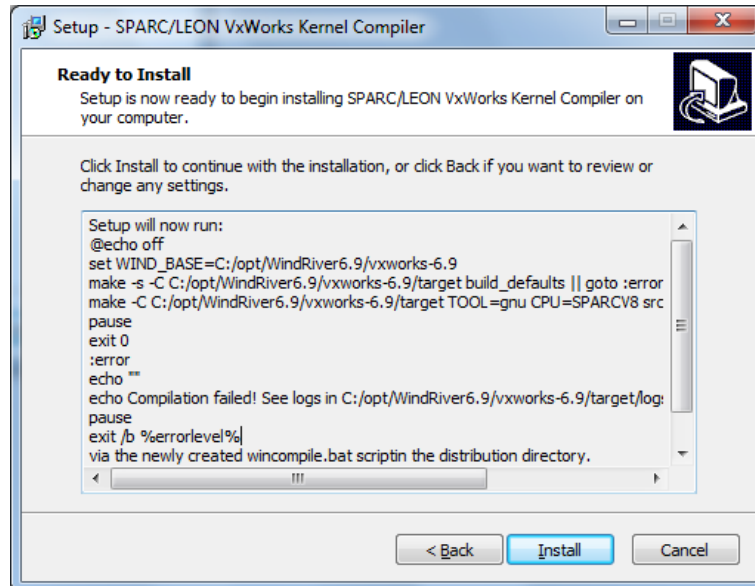 Setup - SPARC/LEON VxWorks Kernel Compiler
Ready to Install
Setup is now ready to begin installing SPARC/LEON VxWorks Kernel Compiler on
your computer.
Click Install to continue with the installation, or click Back if you want to review or
change any settings.
Setup will now run:
@echo off
set WIND_BASE=C:/opt/WindRiver6.9/vxworks-6.9
make -s -C C:/opt/WindRiver6.9/vxworks-6.9/target build_defaults || goto :error
make -C C:/opt/WindRiver6.9/vxworks-6.9/target TOOL=gnu CPU=SPARCV8 src
pause
exit 0
:error
echo ""
echo Compilation failed! See logs in C:/opt/WindRiver6.9/vxworks-6.9/target/log
pause
exit /b %errorlevel%
via the newly created wincompile.bat scriptin the distribution directory.
< Back Install Cancel